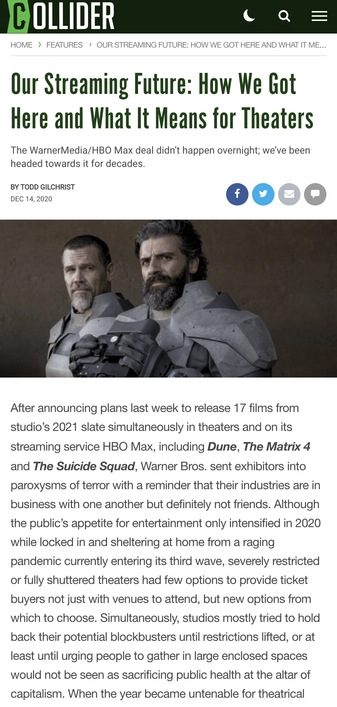 COLLIDER
HOME > FEATURES > OUR STREAMING FUTURE: HOW WE GOT HERE AND WHAT IT ME...
Our Streaming Future: How We Got
Here and What It Means for Theaters
The WarnerMedia/HBO Max deal didn't happen overnight; we've been
headed towards it for decades.
BY TODD GILCHRIST
DEC 14, 2020
After announcing plans last week to release 17 films from
studio's 2021 slate simultaneously in theaters and on its
streaming service HBO Max, including Dune, The Matrix 4
and The Suicide Squad, Warner Bros. sent exhibitors into
paroxysms of terror with a reminder that their industries are in
business with one another but definitely not friends. Although
the public's appetite for entertainment only intensified in 2020
while locked in and sheltering at home from a raging
pandemic currently entering its third wave, severely restricted
or fully shuttered theaters had few options to provide ticket
buyers not just with venues to attend, but new options from
which to choose. Simultaneously, studios mostly tried to hold
back their potential blockbusters until restrictions lifted, or at
least until urging people to gather in large enclosed spaces
would not be seen as sacrificing public health at the altar of
capitalism. When the year became untenable for theatrical